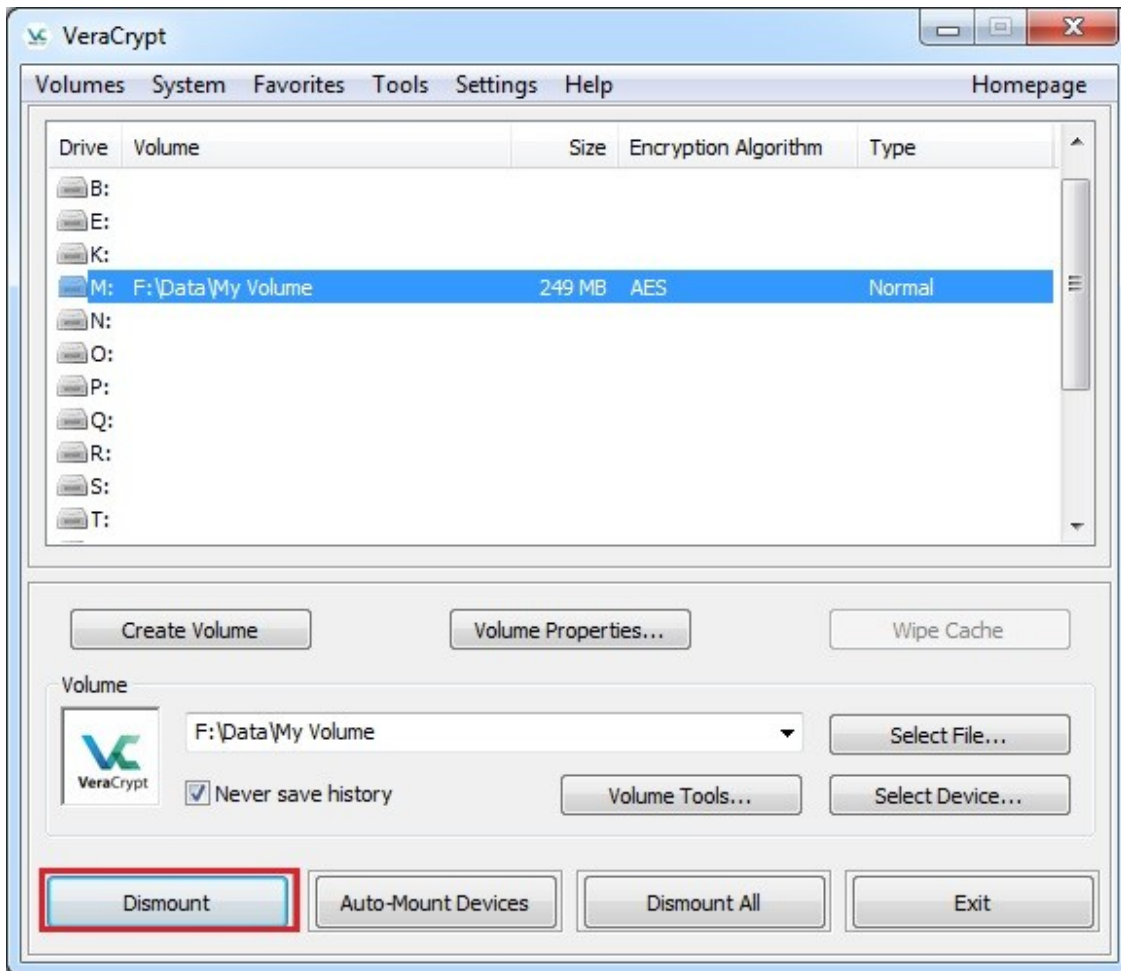 VeraCrypt
Volumes System Favorites Tools Settings Help Homepage
Drive Volume Size Encryption Algorithm Type
B:
E:
K:
M: F:\Data\My Volume 249 MB AES Normal
N:
O:
P:
Q:
R:
S:
T:
Create Volume Volume Properties... Wipe Cache
Volume
F:\Data\My Volume Select File...
VeraCrypt
Never save history Volume Tools... Select Device...
Dismount Auto-Mount Devices Dismount All Exit